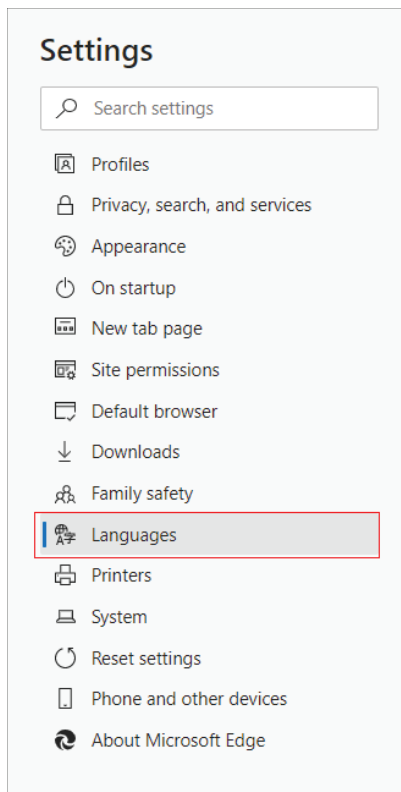 Settings
Search settings
Profiles
Privacy, search, and services
Appearance
On startup
New tab page
Site permissions
Default browser
Downloads
Family safety
Languages
Printers
System
Reset settings
Phone and other devices
About Microsoft Edge